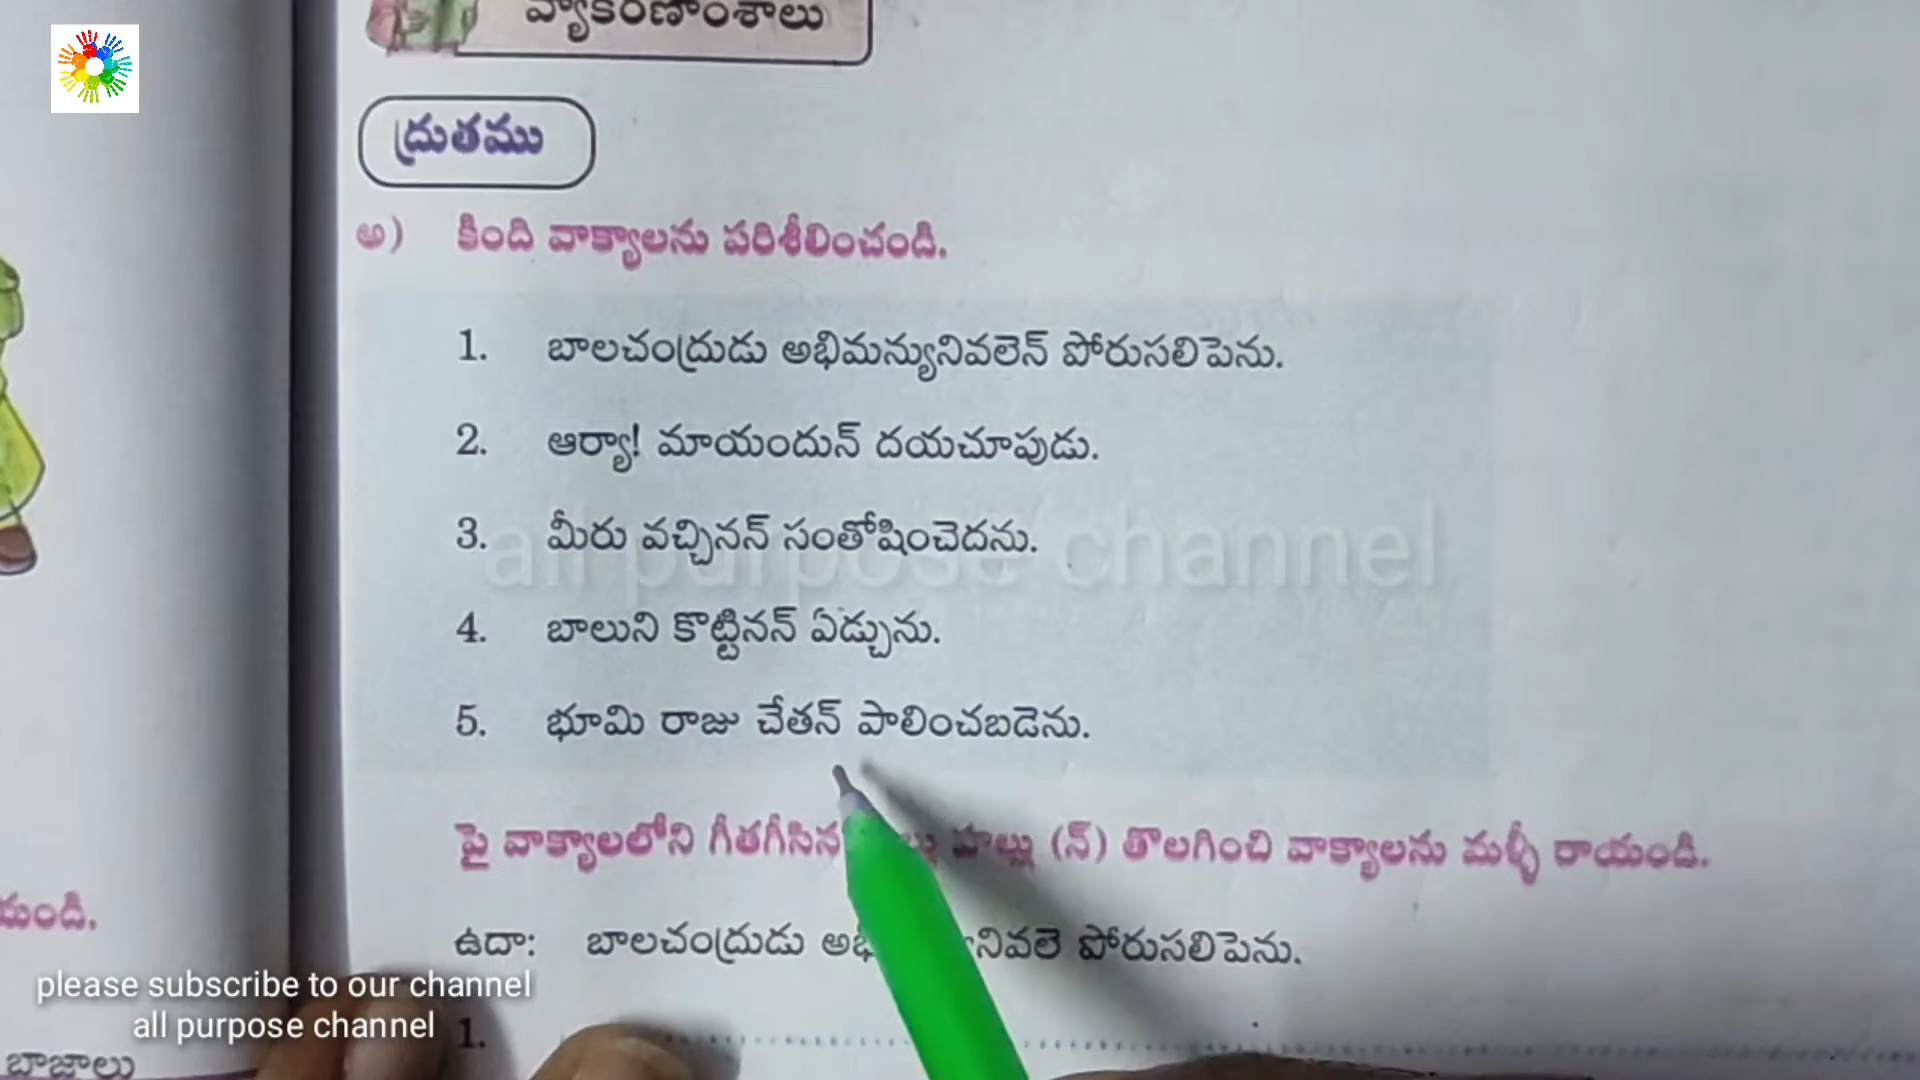 వ్యాకరణాంశాలు
ద్రుతము
అ) కింది వాక్యాలను పరిశీలించండి.
1. బాలచంద్రుడు అభిమన్యునివలెన్ పోరుసలిపెను.
2. ఆర్యా! మాయందున్ దయచూపుడు.
3. మీరు వచ్చినన్ సంతోషించెదను.
4. బాలుని కొట్టినన్ ఏడ్చును.
5. భూమి రాజు చేతన్ పాలించబడెను.
all purpose channel
పై వాక్యాలలోని గీతగీసిన హల్లు (న్) తొలగించి వాక్యాలను మళ్ళీ రాయండి.
ఉదా: బాలచంద్రుడు పోరుసలిపెను.
please subscribe to our channel
all purpose channel
1.
బాజాలు